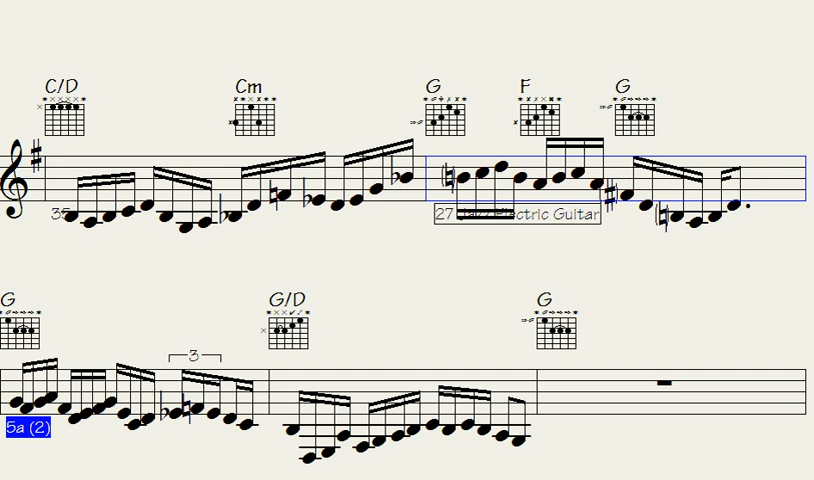 C/D Cm G F G
35 27 Jazz Electric Guitar
G G/D G
3
5a (2)